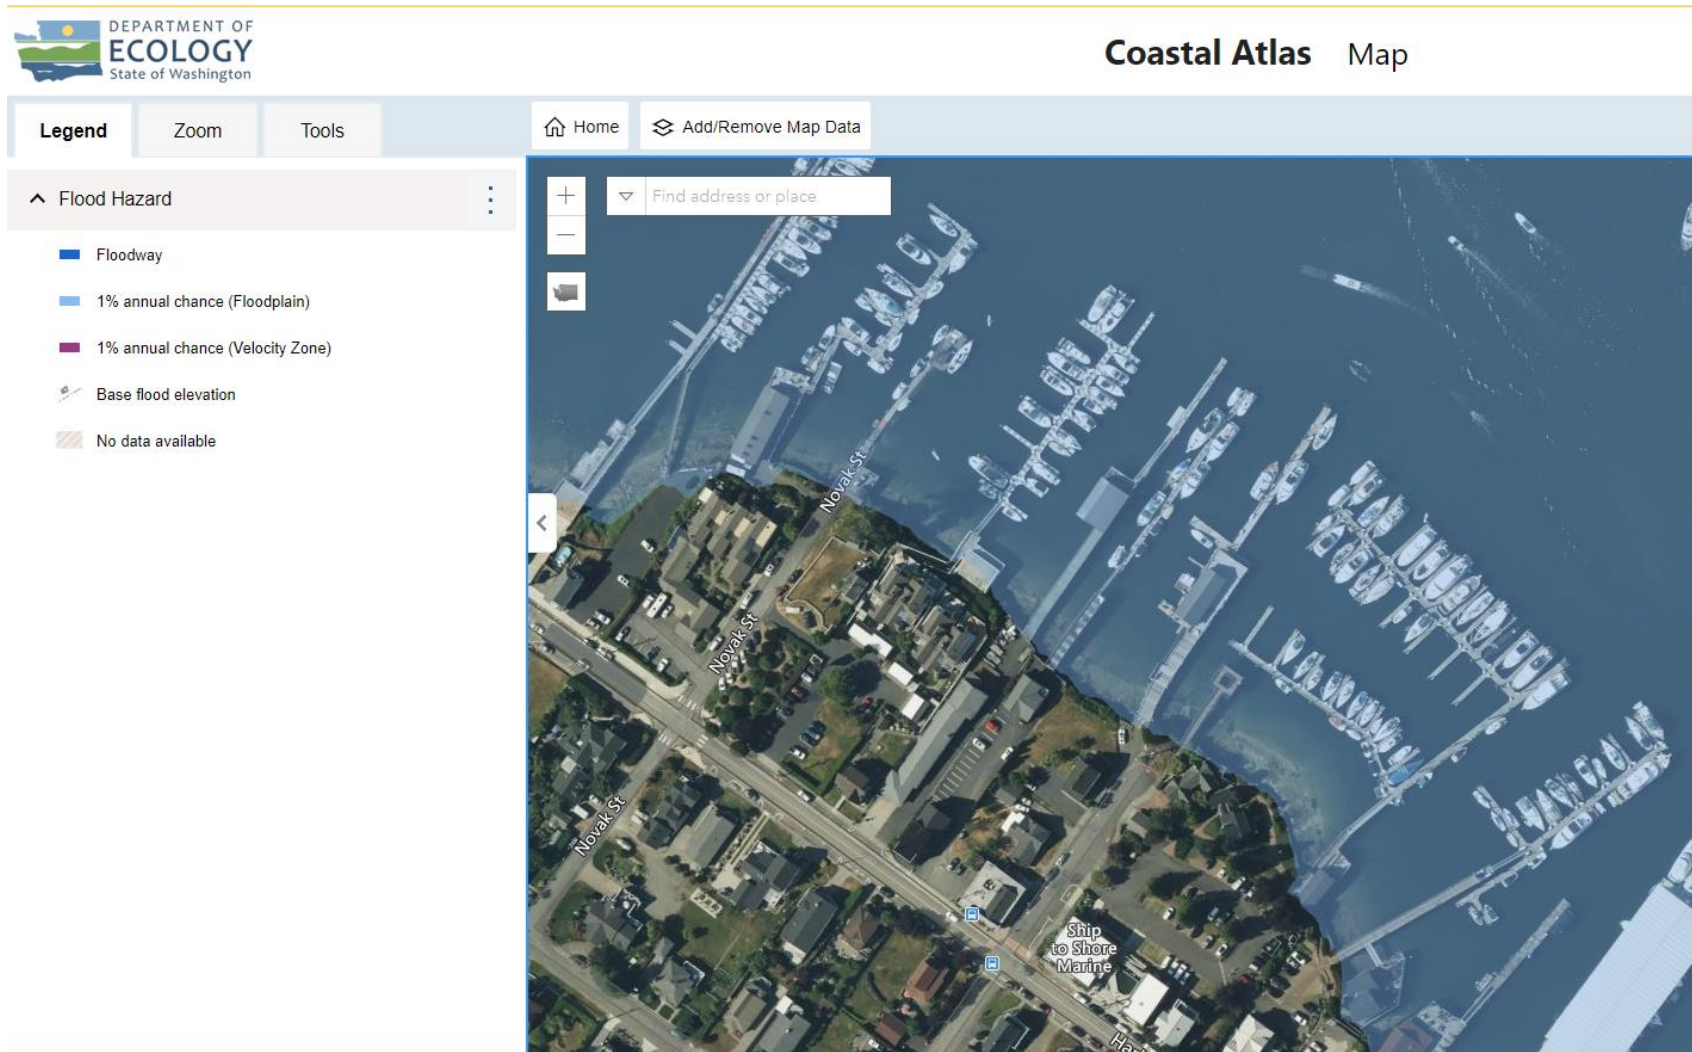 DEPARTMENT OF
ECOLOGY
State of Washington
Coastal Atlas Map
Legend
Zoom
Tools
Home
Add/Remove Map Data
Flood Hazard
Floodway
1% annual chance (Floodplain)
1% annual chance (Velocity Zone)
Base flood elevation
No data available
Find address or place
Novak St
Novak St
Novak St
Ship
to Shore
Marine